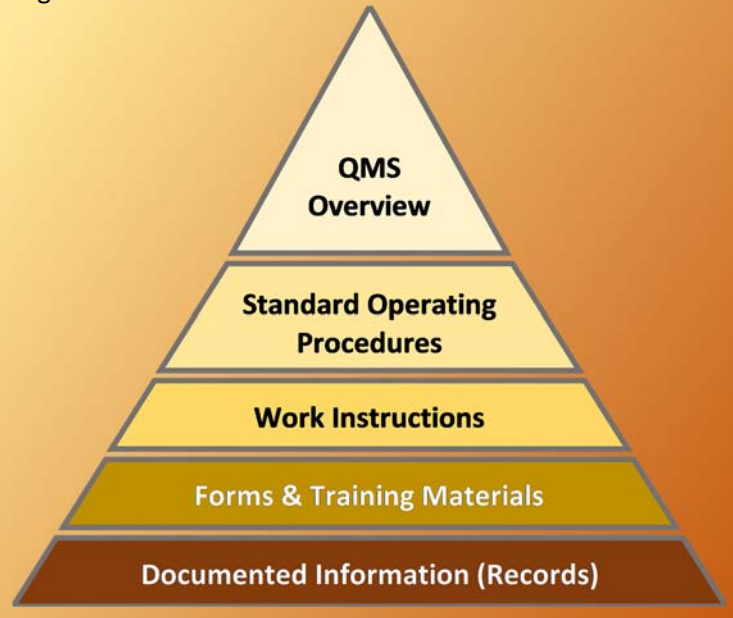 QMS
Overview
Standard Operating
Procedures
Work Instructions
Forms & Training Materials
Documented Information (Records)